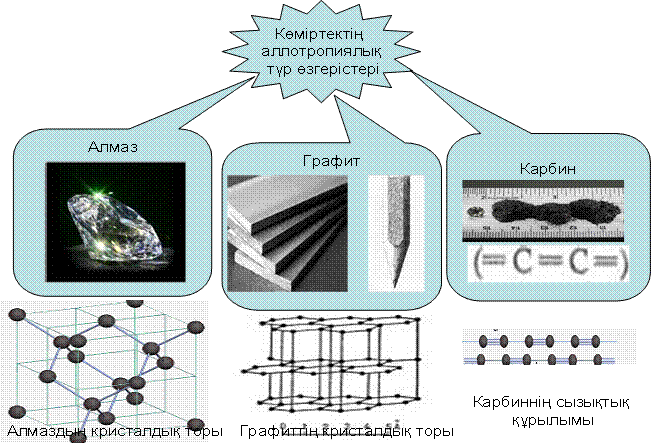 Көміртектің
аллотропиялық
түр өзгерістері
Алмаз
Графит
Карбин
(=C=C=)
Алмаздың кристалдық торы
Графиттің кристалдық торы
Карбиннің сызықтық
құрылымы